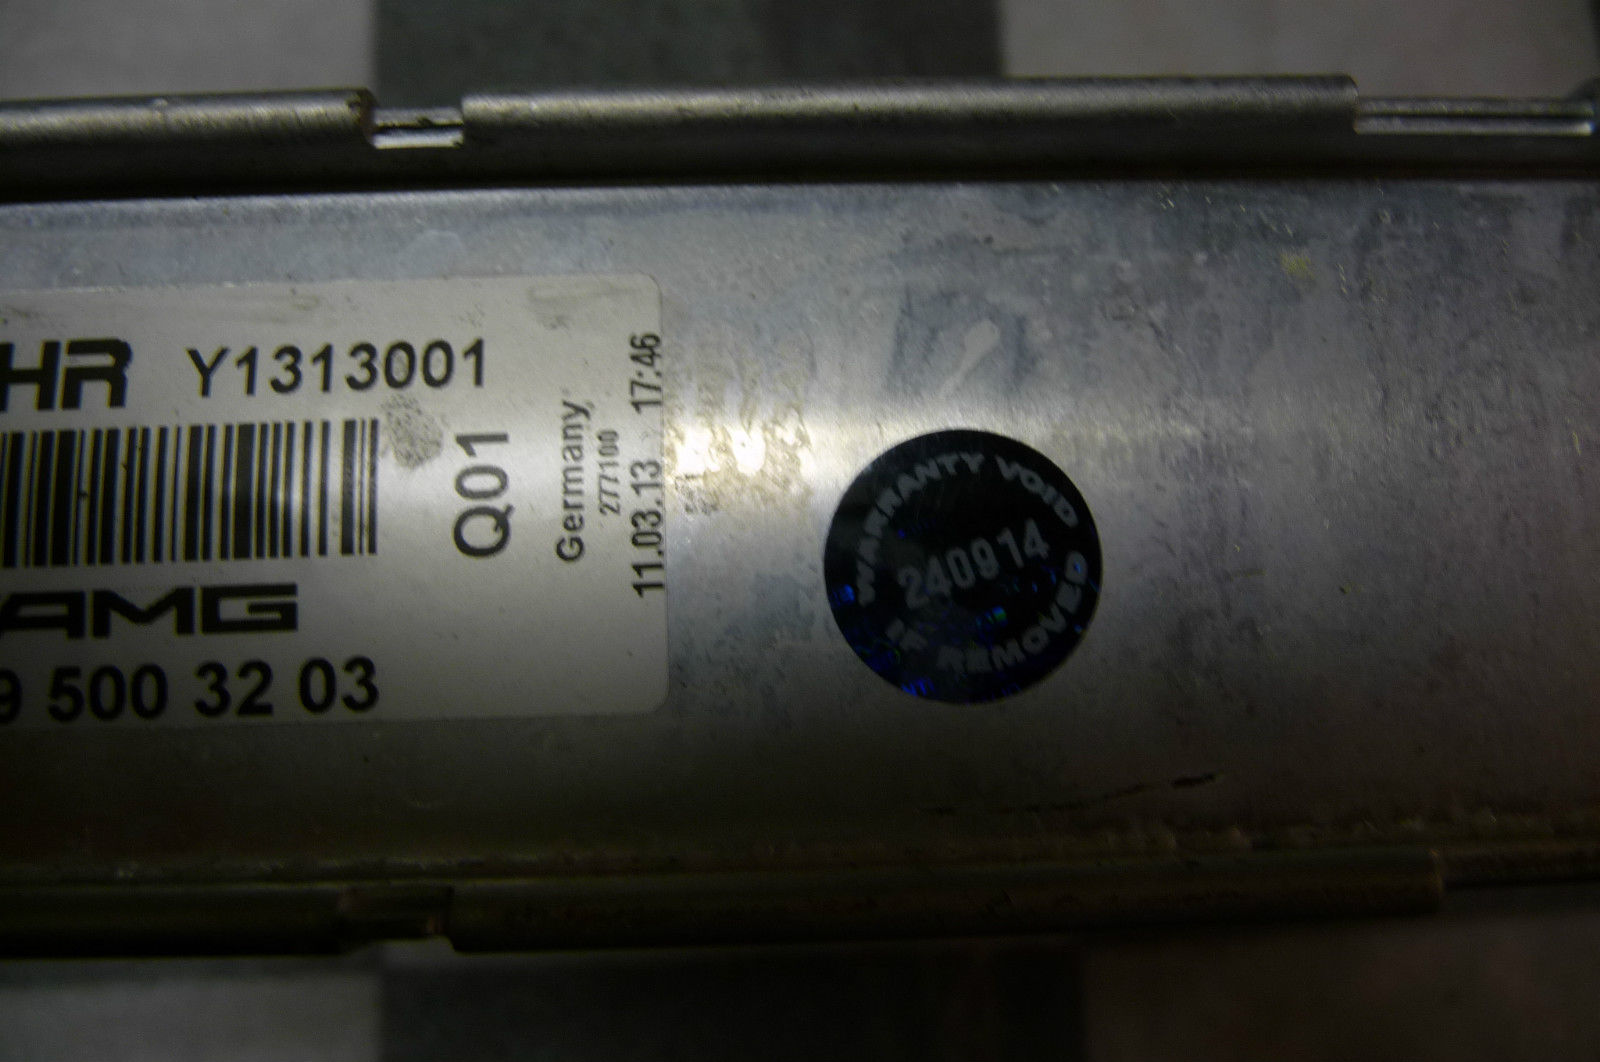 HR Y1313001
Q01
Germany
2777100
11.03.13 17:46
AMG
9 500 32 03
WARRANTY VOID
240914
IF REMOVED